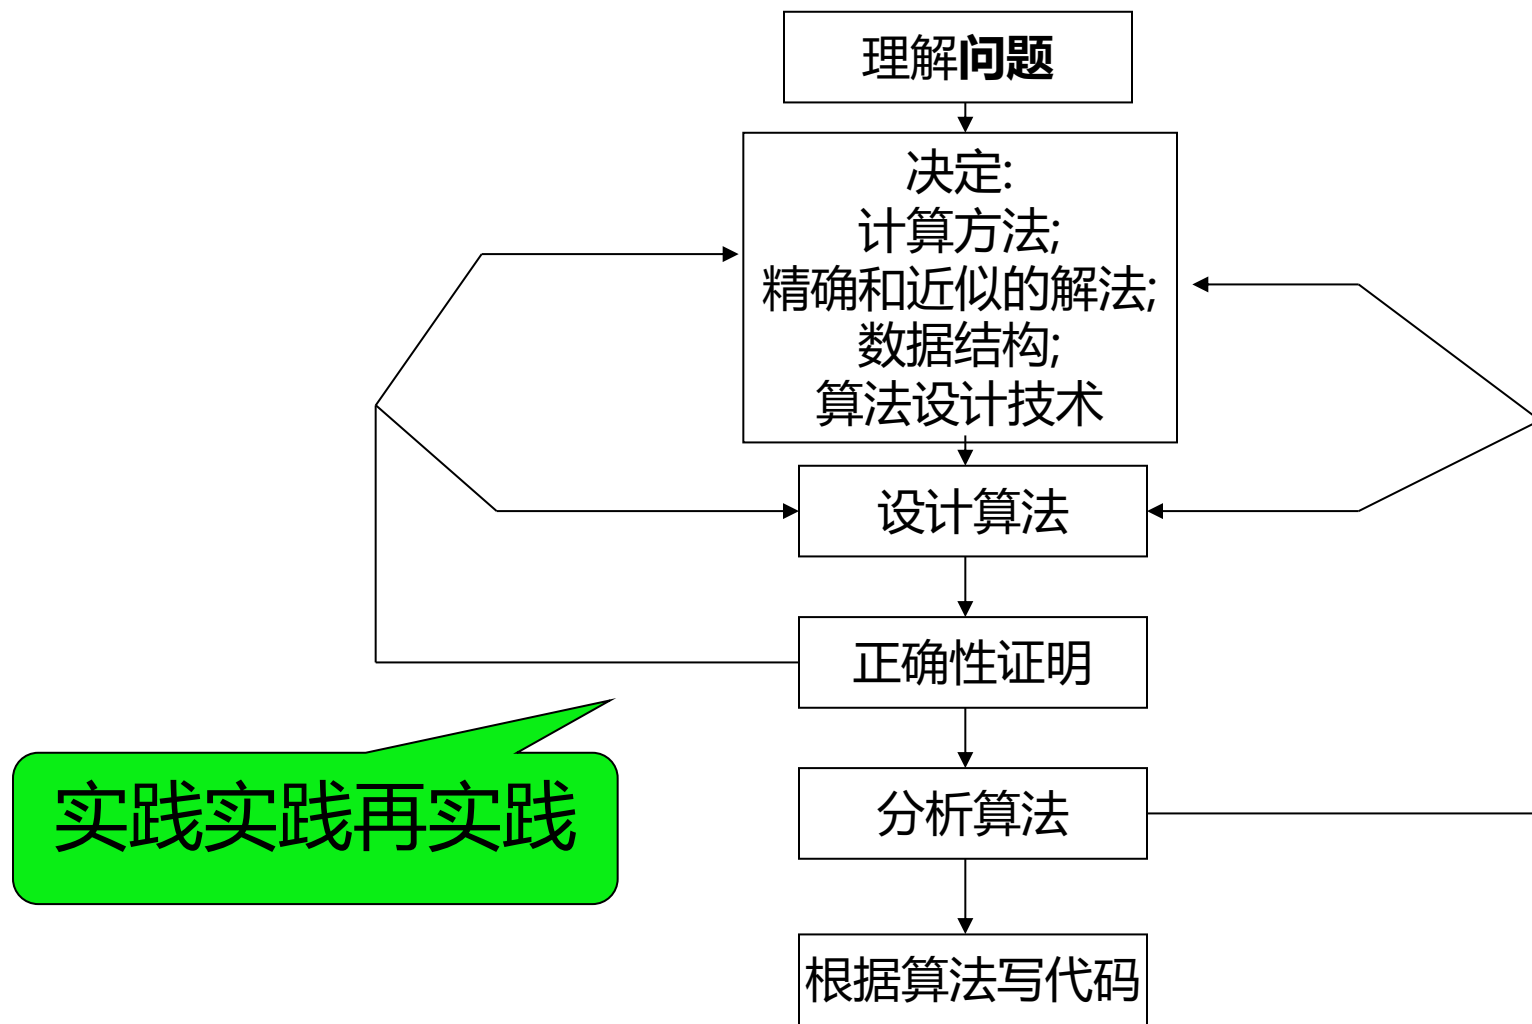 理解问题
决定:
计算方法;
精确和近似的解法;
数据结构;
算法设计技术
设计算法
正确性证明
实践实践再实践
分析算法
根据算法写代码